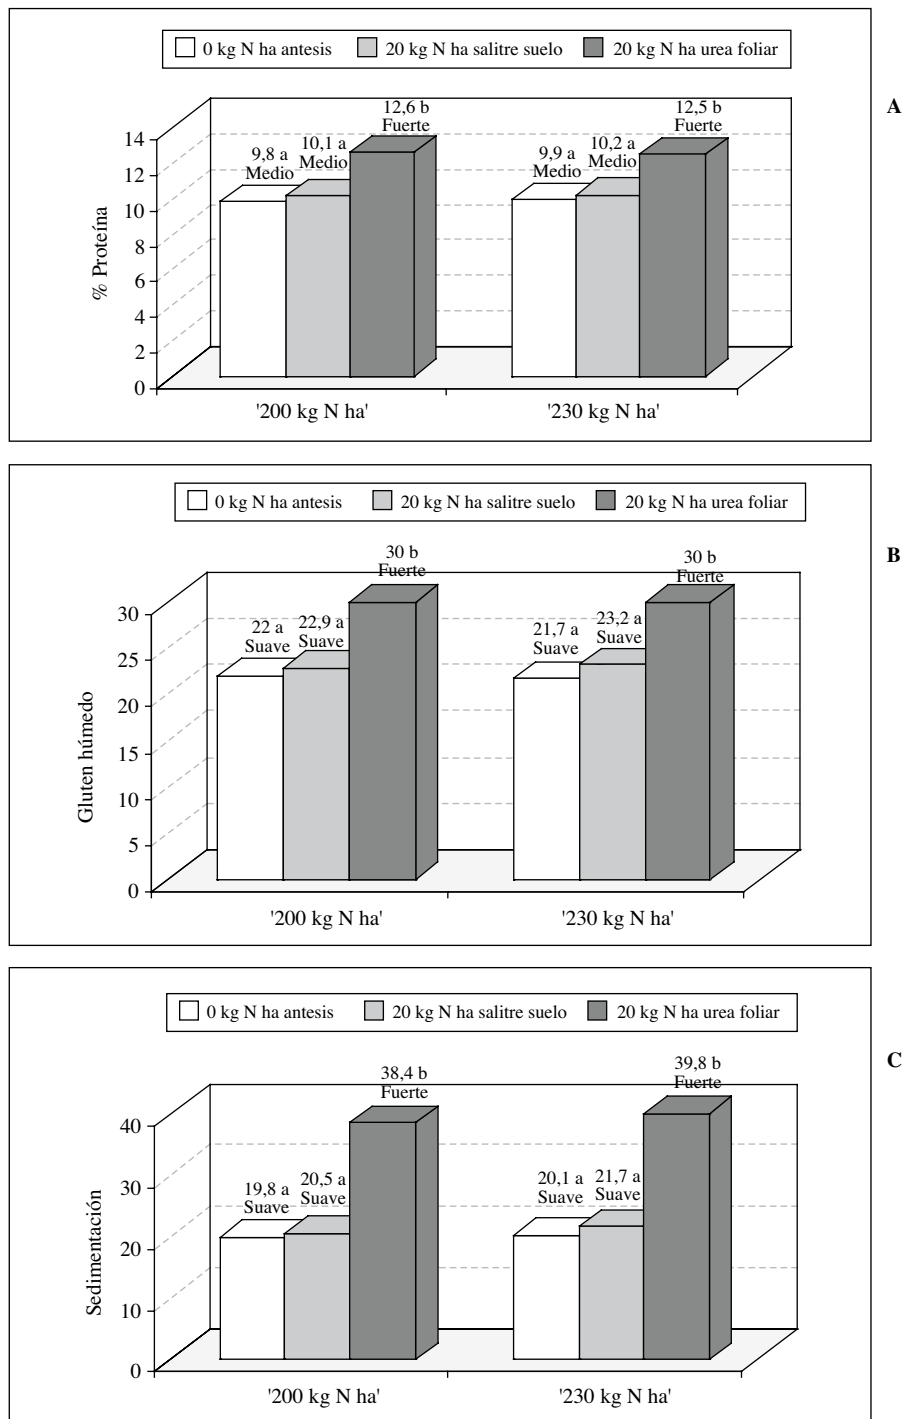 0 kg N ha antesis 20 kg N ha salitre suelo 20 kg N ha urea foliar
A
12,6 b
Fuerte
12,5 b
Fuerte
9,8 a
Medio
10,1 a
Medio
9,9 a
Medio
10,2 a
Medio
% Proteína
14
12
10
8
6
4
2
0
'200 kg N ha' '230 kg N ha'
0 kg N ha antesis 20 kg N ha salitre suelo 20 kg N ha urea foliar
B
30 b
Fuerte
30 b
Fuerte
22 a
Suave
22,9 a
Suave
21,7 a
Suave
23,2 a
Suave
Gluten húmedo
30
25
20
15
10
5
0
'200 kg N ha' '230 kg N ha'
0 kg N ha antesis 20 kg N ha salitre suelo 20 kg N ha urea foliar
C
38,4 b
Fuerte
39,8 b
Fuerte
19,8 a
Suave
20,5 a
Suave
20,1 a
Suave
21,7 a
Suave
Sedimentación
40
30
20
10
0
'200 kg N ha' '230 kg N ha'